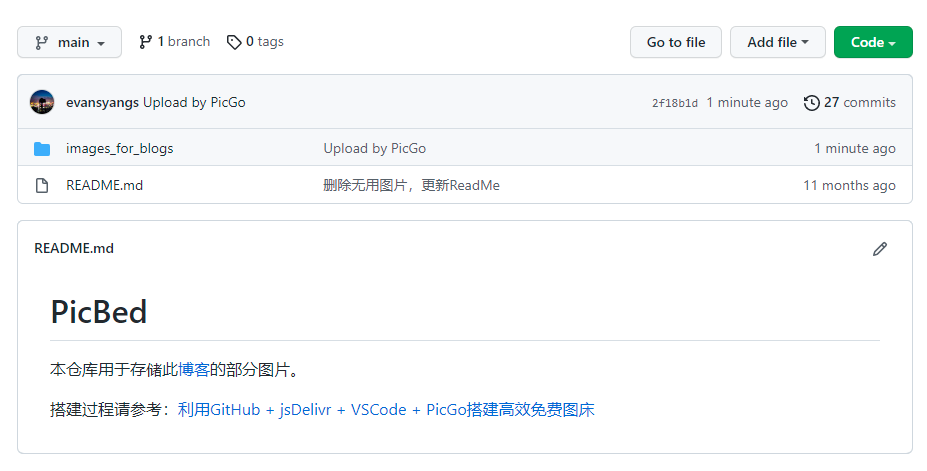 main 1 branch 0 tags Go to file Add file Code
evansyangs Upload by PicGo 2f18b1d 1 minute ago 27 commits
images_for_blogs Upload by PicGo 1 minute ago
README.md 删除无用图片，更新ReadMe 11 months ago
README.md
PicBed
本仓库用于存储此博客的部分图片。
搭建过程请参考：利用GitHub + jsDelivr + VSCode + PicGo搭建高效免费图床